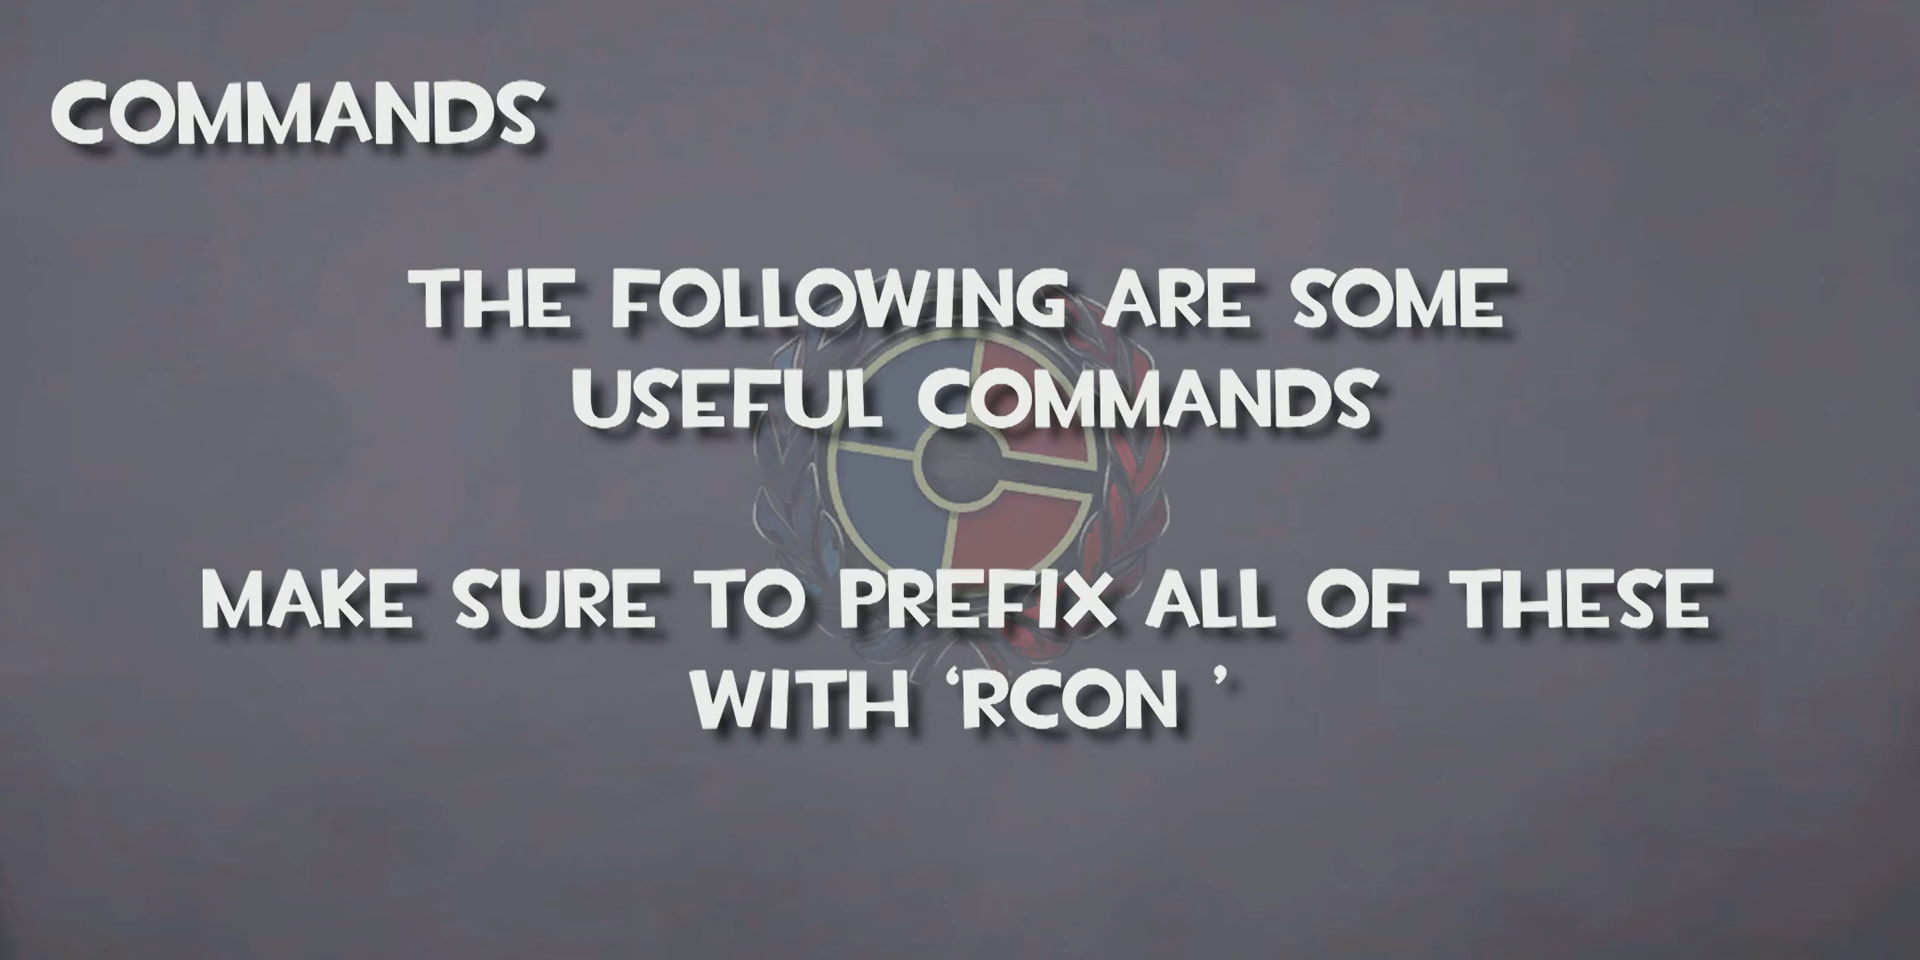 COMMANDS
THE FOLLOWING ARE SOME
USEFUL COMMANDS
MAKE SURE TO PREFIX ALL OF THESE
WITH ‘RCON ’